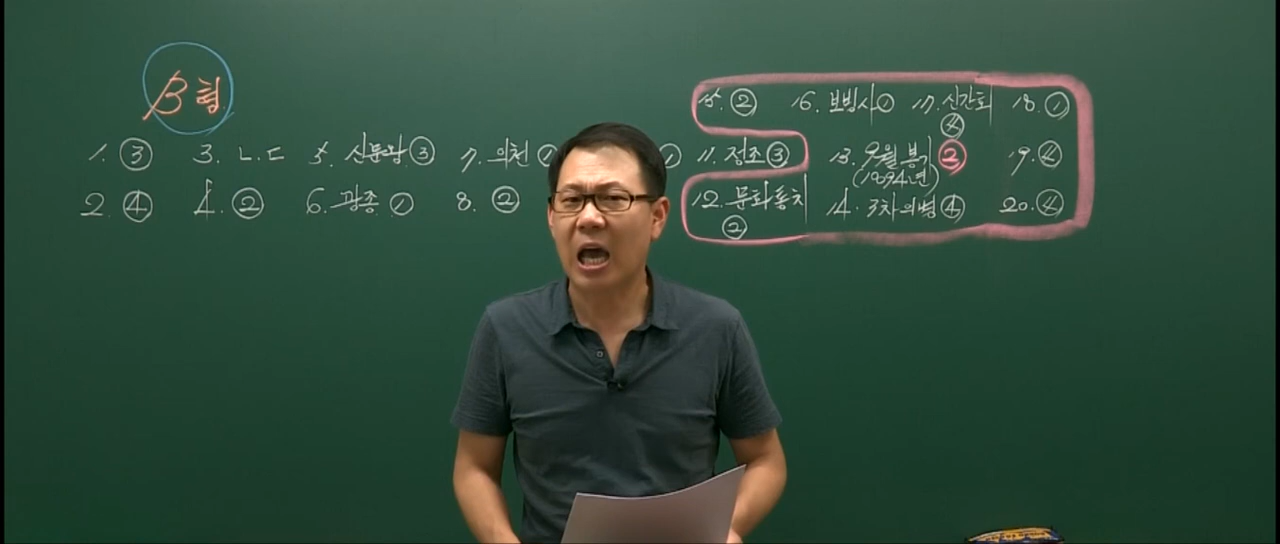 B형
15. ② 16. 보빙사① 17. 신간회 ④ 18. ①
1. ③ 3. ㄴ.ㄷ 5. 신문왕③ 7. 의천① ① 11. 정조③ 13. 9월봉기② 19. ④
(1894년)
2. ④ 4. ② 6. 광종① 8. ② 12. 문화통치 ② 14. 3차의병④ 20. ④